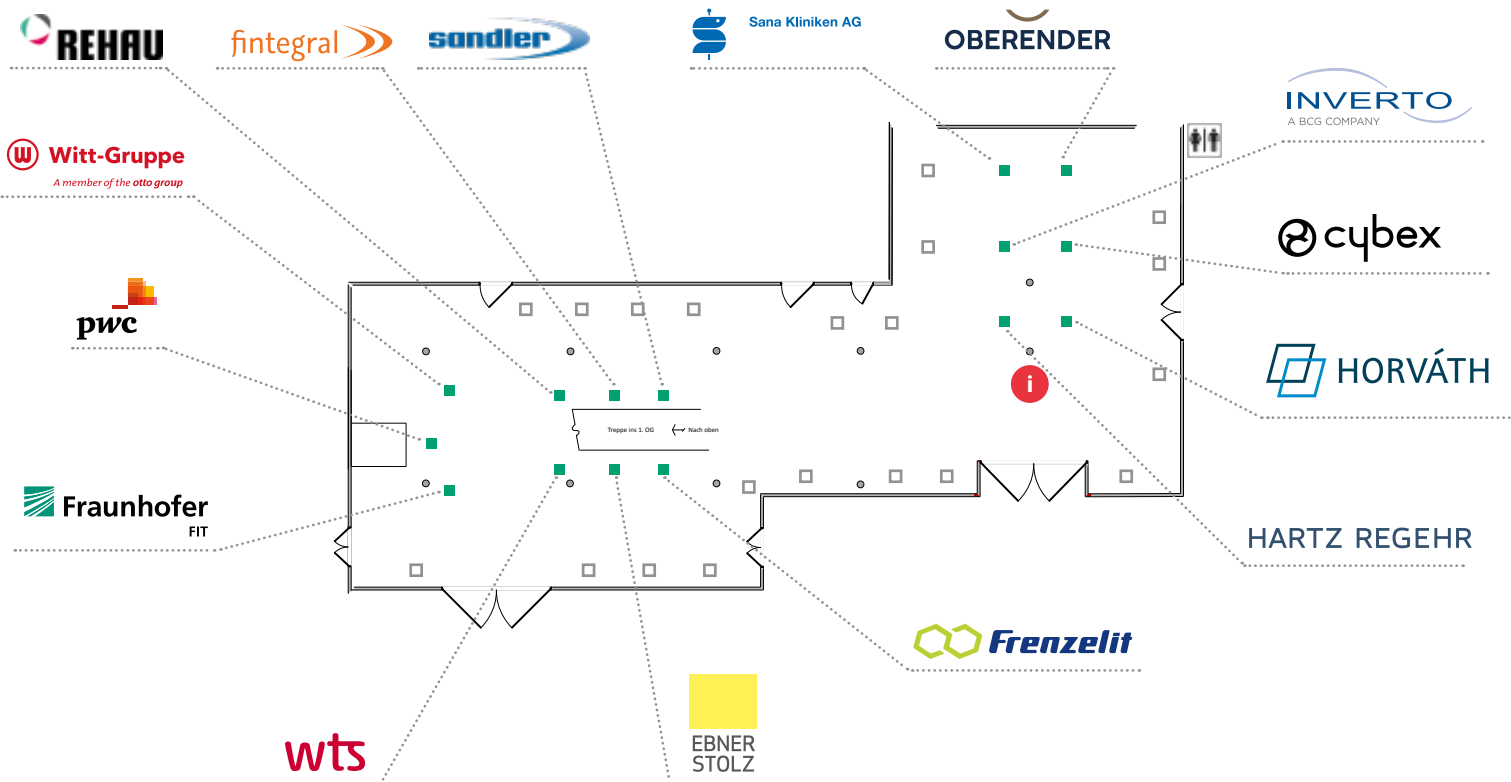 REHAU
fintegral
sandler
Sana Kliniken AG
OBERENDER
INVERTO
A BCG COMPANY
W Witt-Gruppe
A member of the otto group
cybex
pwc
HORVÁTH
i
Treppe ins 1. OG
Nach oben
Fraunhofer
FIT
HARTZ REGEHR
Frenzelit
wts
EBNER
STOLZ